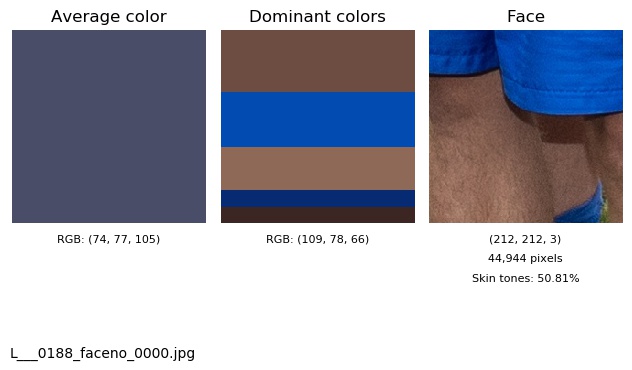 Average color
Dominant colors
Face
RGB: (74, 77, 105)
RGB: (109, 78, 66)
(212, 212, 3)
44,944 pixels
Skin tones: 50.81%
L___0188_faceno_0000.jpg